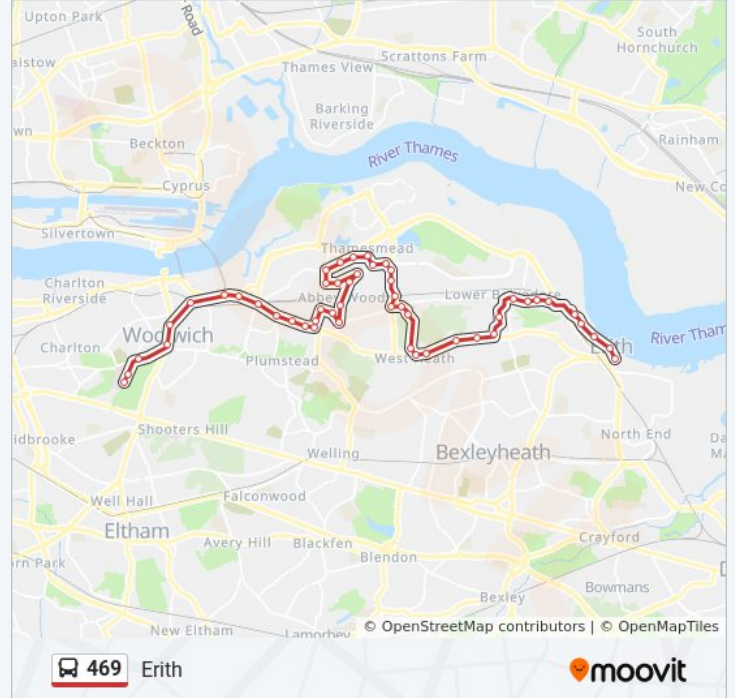 Upton Park
Road
South
Hornchurch
aistow
Scrattons Farm
Thames View
Barking
Riverside
wn
Beckton
River Thames
Rainham
Cyprus
New Co
Silvertown
Thamesmead
Charlton
Riverside
Abbey Wood
Lower Belvedere
Woolwich
River Tham
Charlton
Erith
Plumstead
West Heath
idbrooke
Shooters Hill
North End
Da
Ma
Welling
Bexleyheath
Well Hall
Falconwood
Eltham
Avery Hill
Blackfen
Crayford
rn Park
Blendon
Bowmans
Bexley
New Eltham
Lamorbey
© OpenStreetMap contributors | © OpenMapTiles
469 Erith
moovit